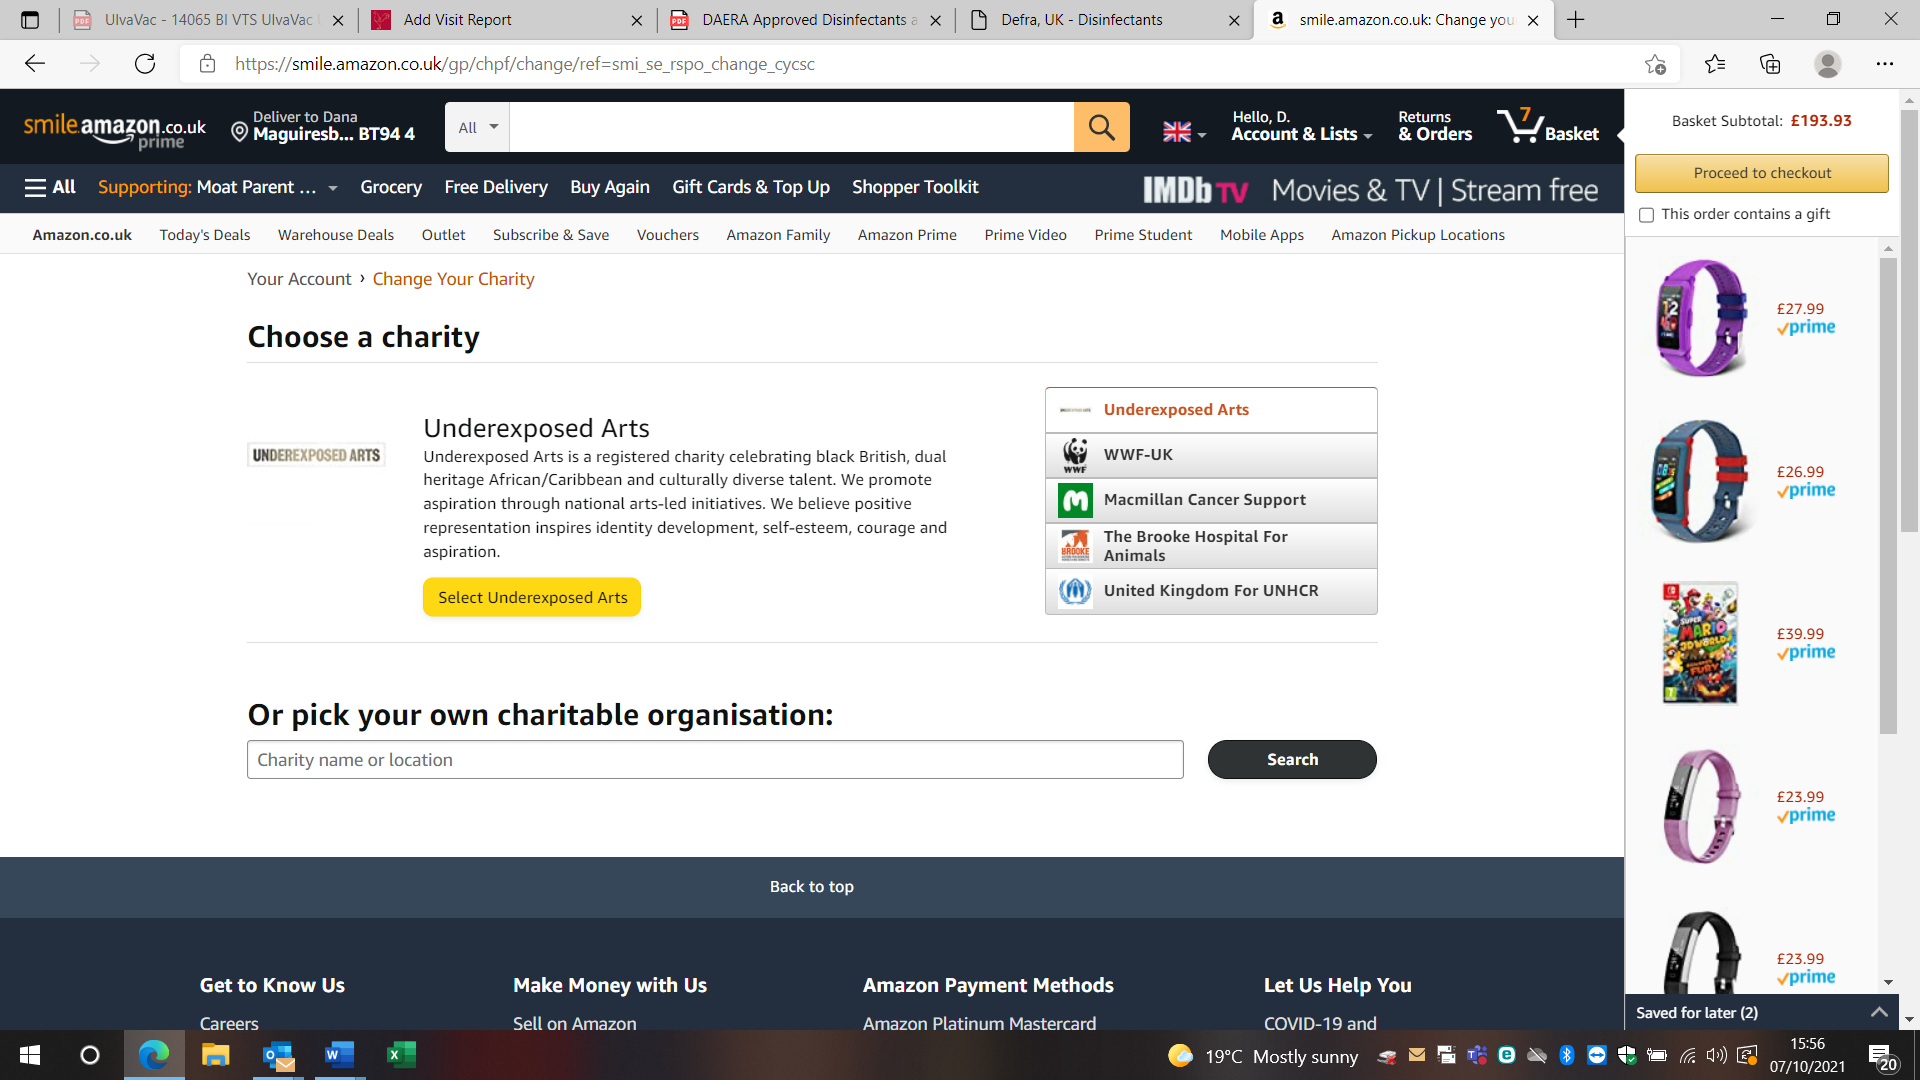 UlvaVac - 14065 BI VTS UlvaVac
Add Visit Report
DAERA Approved Disinfectants a
Defra, UK - Disinfectants
smile.amazon.co.uk: Change you
https://smile.amazon.co.uk/gp/chpf/change/ref=smi_se_rspo_change_cycsc
smile.amazon.co.uk
prime
Deliver to Dana
Maguiresb... BT94 4
All
Hello, D.
Account & Lists
Returns
& Orders
7
Basket
All
Supporting: Moat Parent ...
Grocery
Free Delivery
Buy Again
Gift Cards & Top Up
Shopper Toolkit
IMDb TV Movies & TV | Stream free
Amazon.co.uk
Today's Deals
Warehouse Deals
Outlet
Subscribe & Save
Vouchers
Amazon Family
Amazon Prime
Prime Video
Prime Student
Mobile Apps
Amazon Pickup Locations
Your Account › Change Your Charity
Choose a charity
UNDEREXPOSED ARTS
Underexposed Arts
Underexposed Arts is a registered charity celebrating black British, dual
heritage African/Caribbean and culturally diverse talent. We promote
aspiration through national arts-led initiatives. We believe positive
representation inspires identity development, self-esteem, courage and
aspiration.
Select Underexposed Arts
Underexposed Arts
WWF
WWF-UK
Macmillan Cancer Support
BROOKE
The Brooke Hospital For
Animals
United Kingdom For UNHCR
Or pick your own charitable organisation:
Charity name or location
Search
Back to top
Get to Know Us
Careers
Make Money with Us
Sell on Amazon
Amazon Payment Methods
Amazon Platinum Mastercard
Let Us Help You
COVID-19 and
Basket Subtotal: £193.93
Proceed to checkout
This order contains a gift
£27.99
prime
£26.99
prime
SUPER
MARIO
3D WORLD
FURY
£39.99
prime
£23.99
prime
£23.99
prime
Saved for later (2)
19°C Mostly sunny
15:56
07/10/2021
20